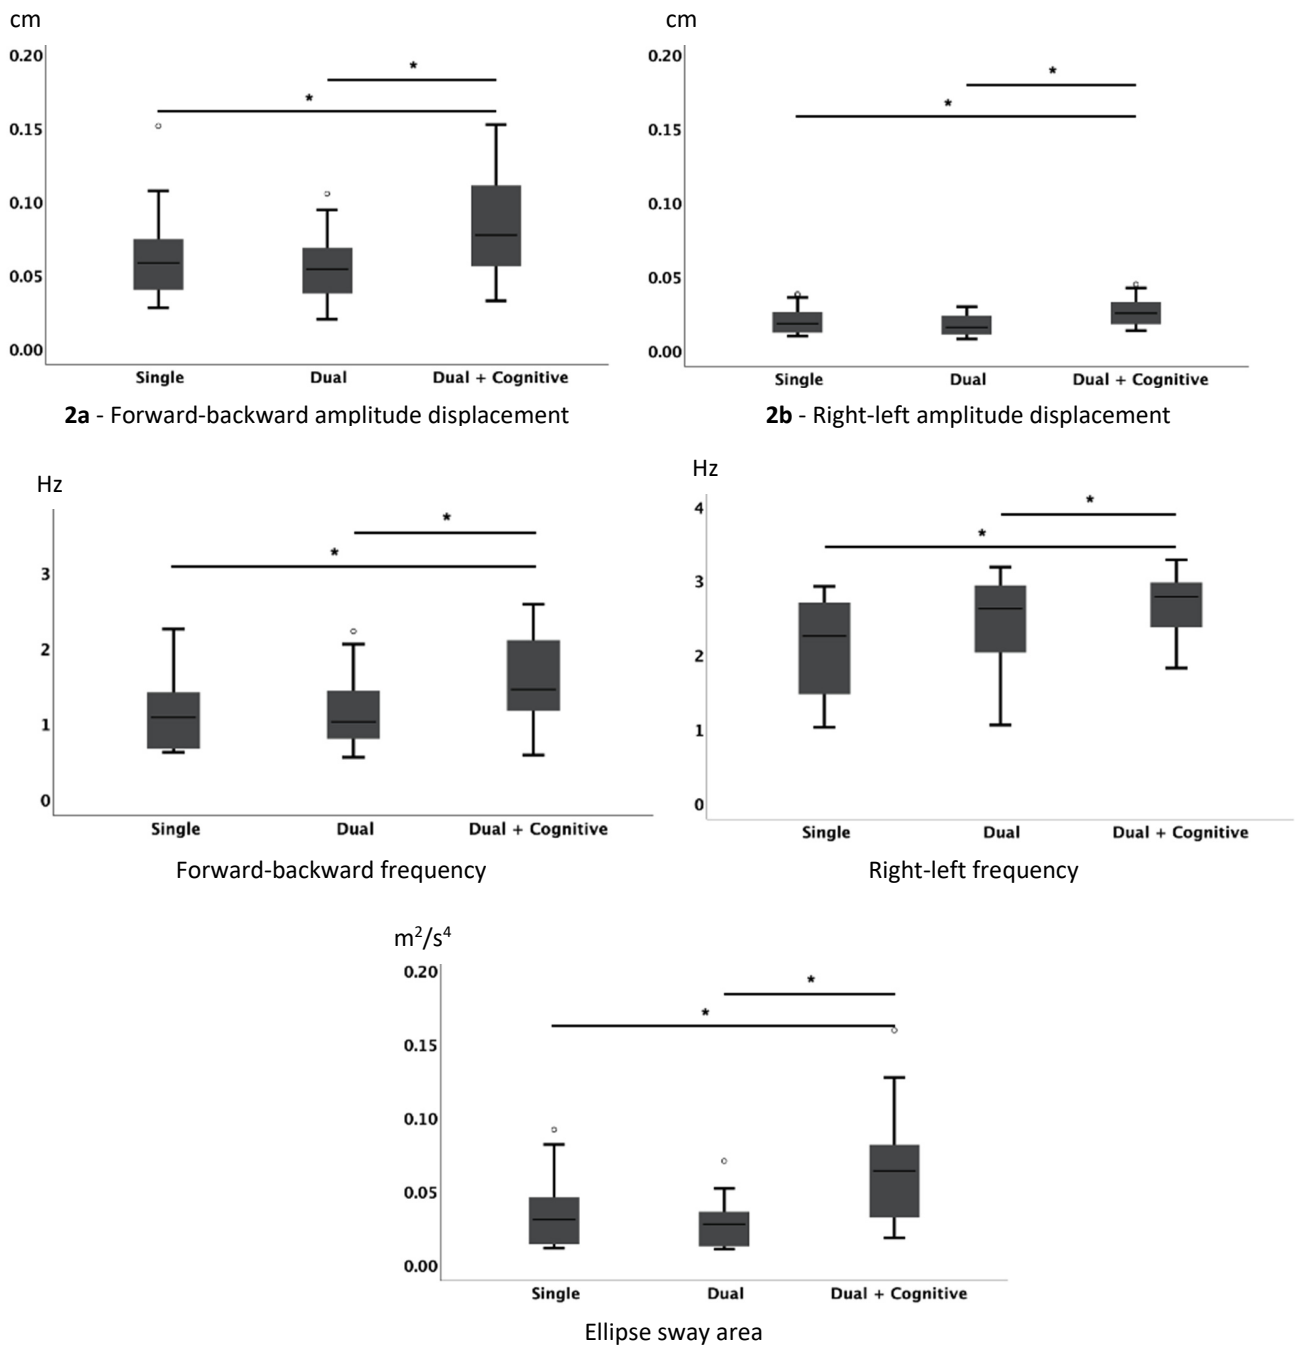 cm
0.20
*
*
0.15
0.10
0.05
0.00
Single Dual Dual + Cognitive
2a - Forward-backward amplitude displacement
cm
0.20
*
*
0.15
0.10
0.05
0.00
Single Dual Dual + Cognitive
2b - Right-left amplitude displacement
Hz
*
*
3
2
1
0
Single Dual Dual + Cognitive
Forward-backward frequency
Hz
4
*
*
3
2
1
0
Single Dual Dual + Cognitive
Right-left frequency
m²/s⁴
0.20
*
*
0.15
0.10
0.05
0.00
Single Dual Dual + Cognitive
Ellipse sway area